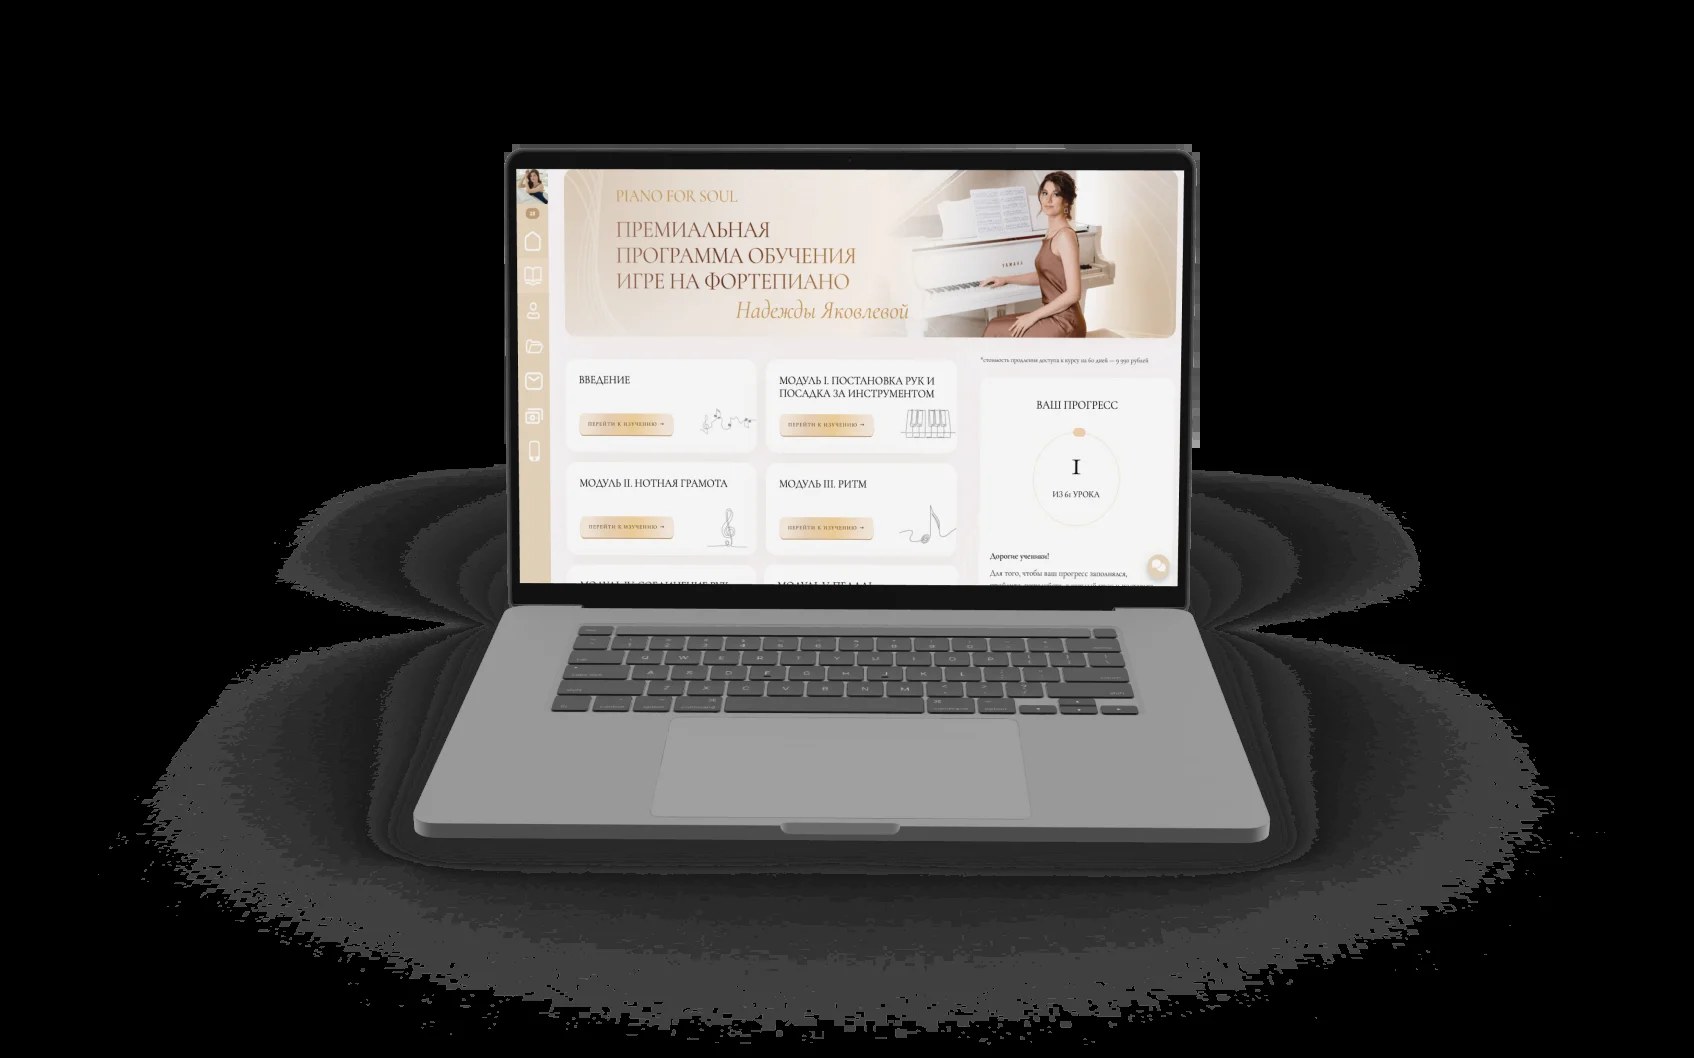 PIANO FOR SOUL
ПРЕМИАЛЬНАЯ
ПРОГРАММА ОБУЧЕНИЯ
ИГРЕ НА ФОРТЕПИАНО
Надежды Яковлевой
YAMAHA
*стоимость продления доступа к курсу на 60 дней — 9 990 рублей
ВВЕДЕНИЕ
ПЕРЕЙТИ К ИЗУЧЕНИЮ →
МОДУЛЬ I. ПОСТАНОВКА РУК И
ПОСАДКА ЗА ИНСТРУМЕНТОМ
ПЕРЕЙТИ К ИЗУЧЕНИЮ →
МОДУЛЬ II. НОТНАЯ ГРАМОТА
ПЕРЕЙТИ К ИЗУЧЕНИЮ →
МОДУЛЬ III. РИТМ
ПЕРЕЙТИ К ИЗУЧЕНИЮ →
ВАШ ПРОГРЕСС
1
ИЗ 61 УРОКА
Дорогие ученики!
Для того, чтобы ваш прогресс заполнялся,
Q W E R T Y U I O P
A S D F G H J K L
Z X C V B N M